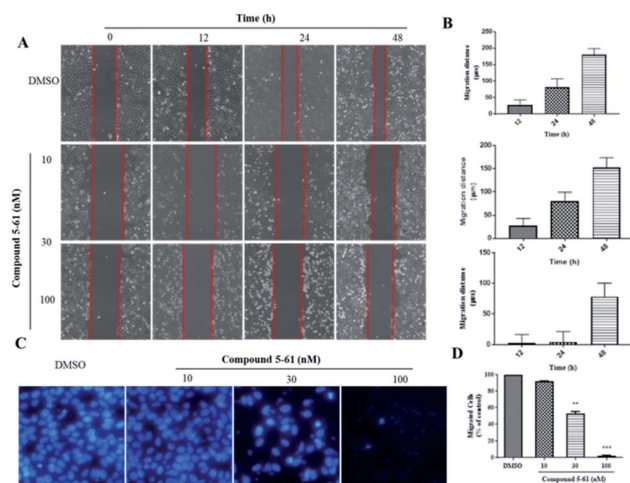 Time (h)
A
0
12
24
48
DMSO
10
30
100
Compound 5-61 (nM)
B
Migration distance
(μm)
250
200
150
100
50
0
12
24
48
Time (h)
Migration distance
(μm)
200
150
100
50
0
12
24
48
Migration distance
(μm)
200
150
100
50
0
12
24
48
Time (h)
C
DMSO
Compound 5-61 (nM)
10
30
100
D
Migrated Cells
(% of control)
100
80
60
40
20
0
**
***
DMSO
10
30
100
Compound 5-61 (nM)